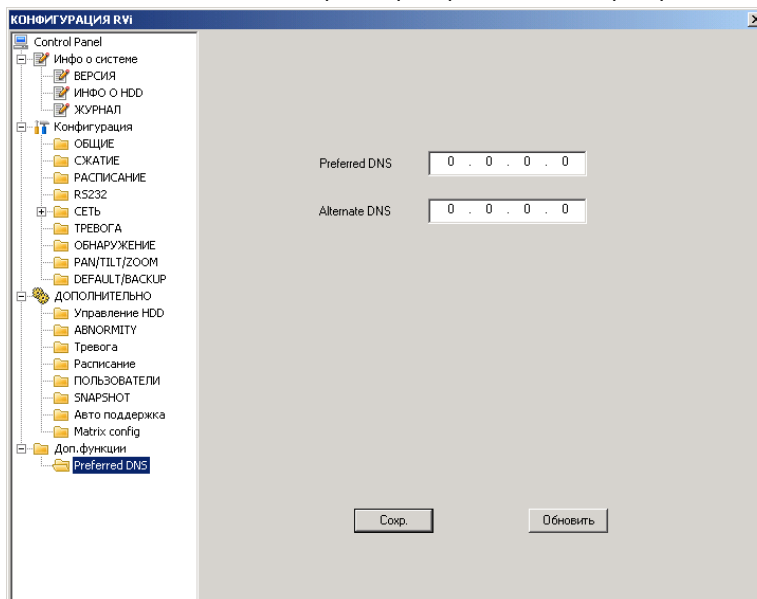 КОНФИГУРАЦИЯ RVi
Control Panel
Инфо о системе
ВЕРСИЯ
ИНФО О HDD
ЖУРНАЛ
Конфигурация
ОБЩИЕ
СЖАТИЕ
РАСПИСАНИЕ
RS232
СЕТЬ
ТРЕВОГА
ОБНАРУЖЕНИЕ
PAN/TILT/ZOOM
DEFAULT/BACKUP
ДОПОЛНИТЕЛЬНО
Управление HDD
ABNORMITY
Тревога
Расписание
ПОЛЬЗОВАТЕЛИ
SNAPSHOT
Авто поддержка
Matrix config
Доп.функции
Preferred DNS
Preferred DNS 0 . 0 . 0 . 0
Alternate DNS 0 . 0 . 0 . 0
Сохр. Обновить